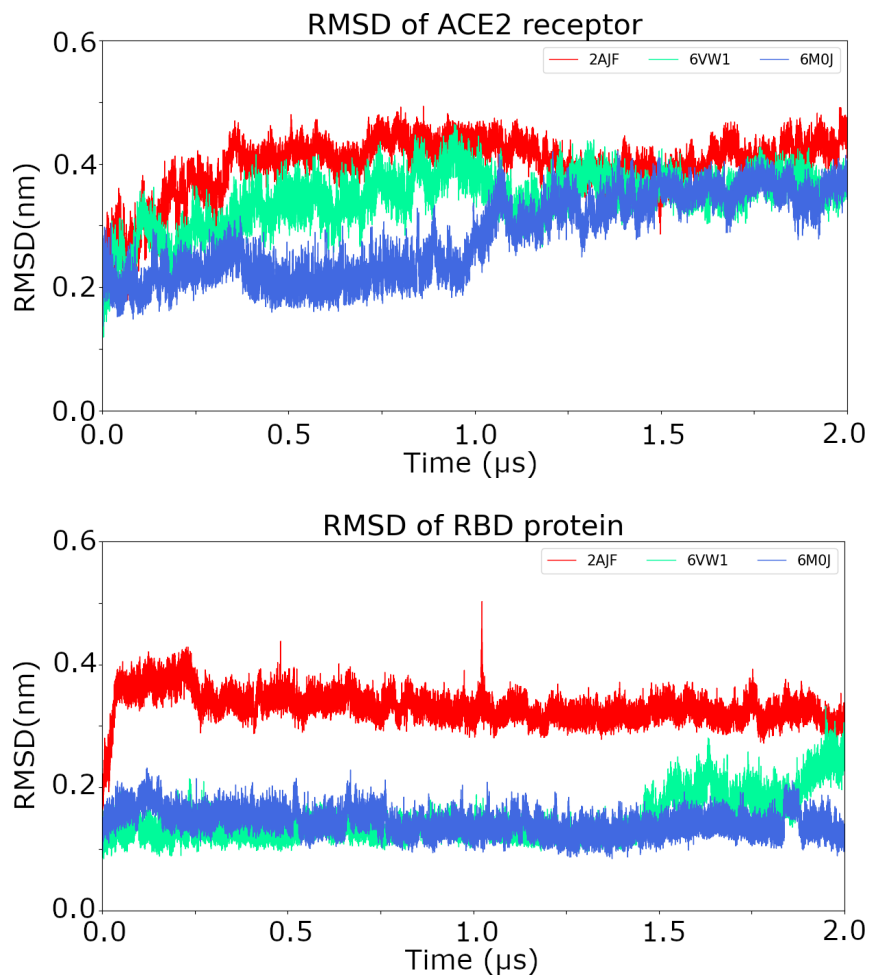 RMSD of ACE2 receptor
0.6
2AJF 6VW1 6M0J
0.4
RMSD(nm)
0.2
0.0
0.0 0.5 1.0 1.5 2.0
Time (µs)
RMSD of RBD protein
0.6
2AJF 6VW1 6M0J
0.4
RMSD(nm)
0.2
0.0
0.0 0.5 1.0 1.5 2.0
Time (µs)